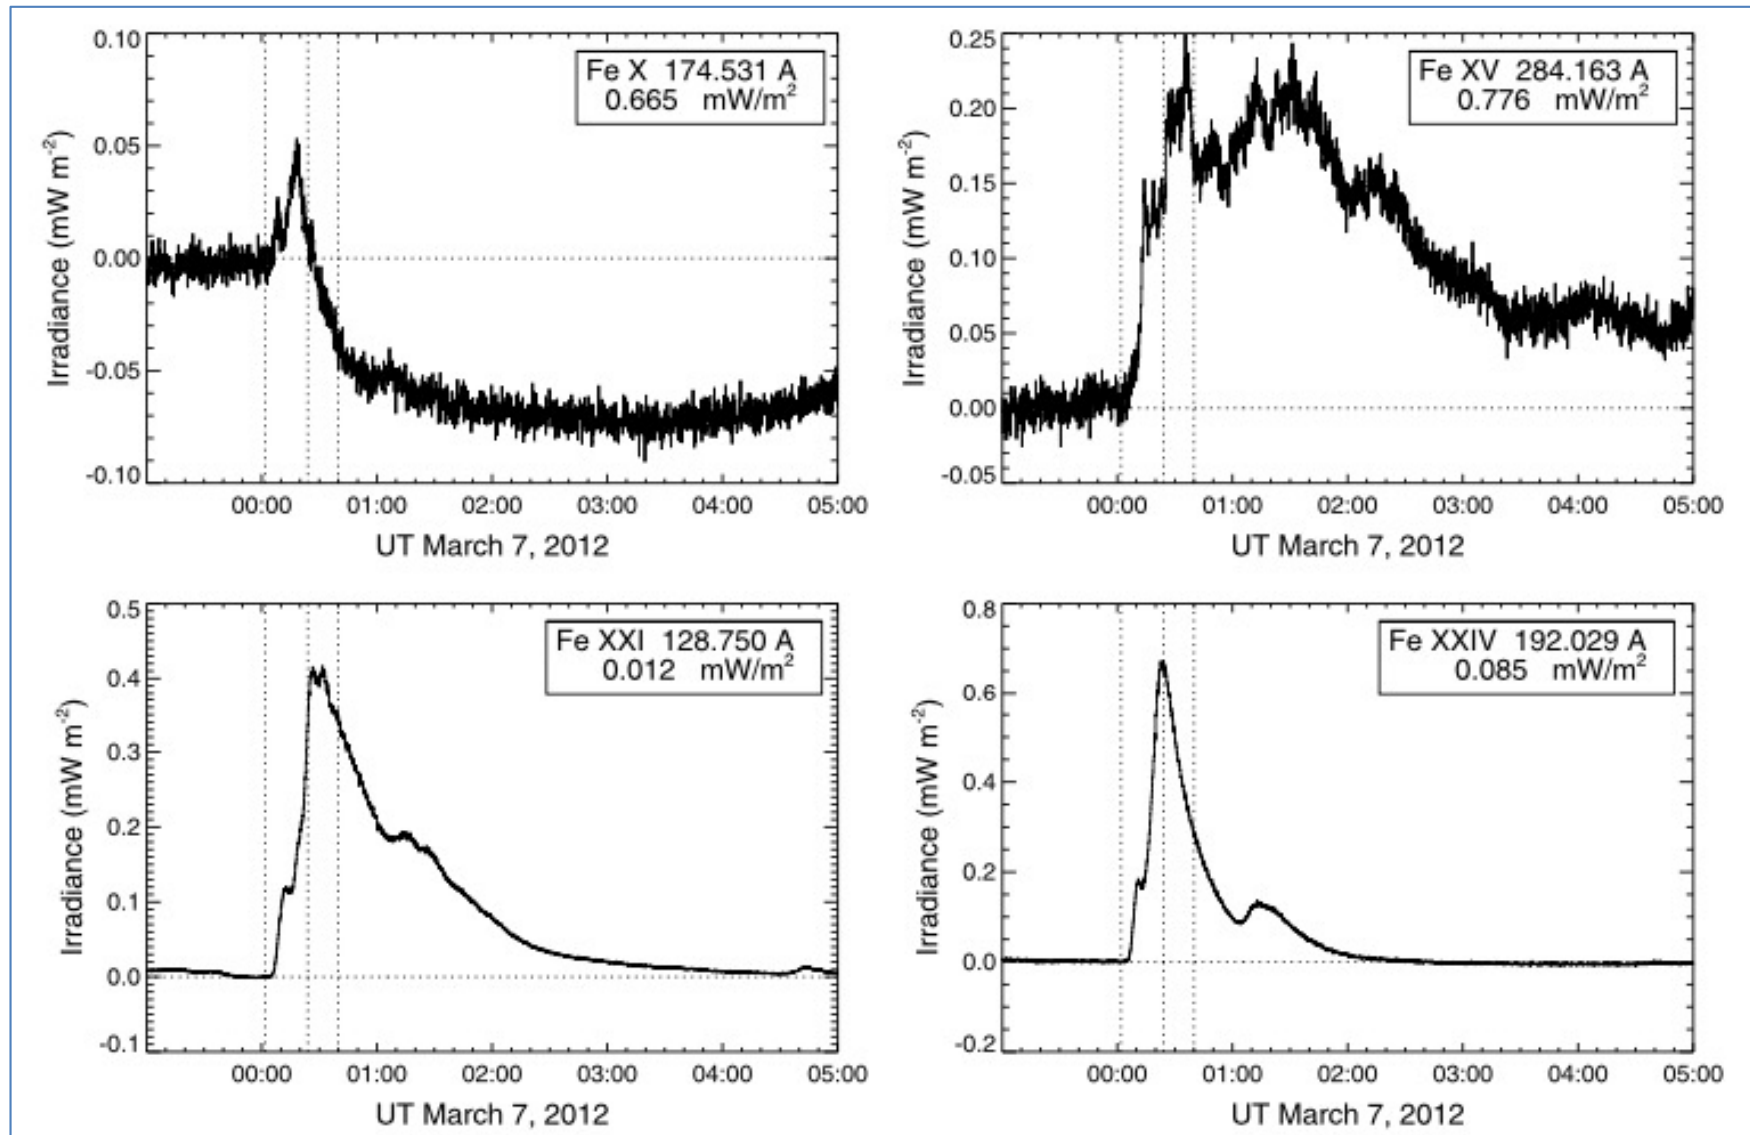 0.10
0.05
0.00
-0.05
-0.10
Irradiance (mW m-2)
Fe X 174.531 A
0.665 mW/m2
00:00 01:00 02:00 03:00 04:00 05:00
UT March 7, 2012
0.25
0.20
0.15
0.10
0.05
0.00
-0.05
Irradiance (mW m-2)
Fe XV 284.163 A
0.776 mW/m2
00:00 01:00 02:00 03:00 04:00 05:00
UT March 7, 2012
0.5
0.4
0.3
0.2
0.1
0.0
-0.1
Irradiance (mW m-2)
Fe XXI 128.750 A
0.012 mW/m2
00:00 01:00 02:00 03:00 04:00 05:00
UT March 7, 2012
0.8
0.6
0.4
0.2
0.0
-0.2
Irradiance (mW m-2)
Fe XXIV 192.029 A
0.085 mW/m2
00:00 01:00 02:00 03:00 04:00 05:00
UT March 7, 2012